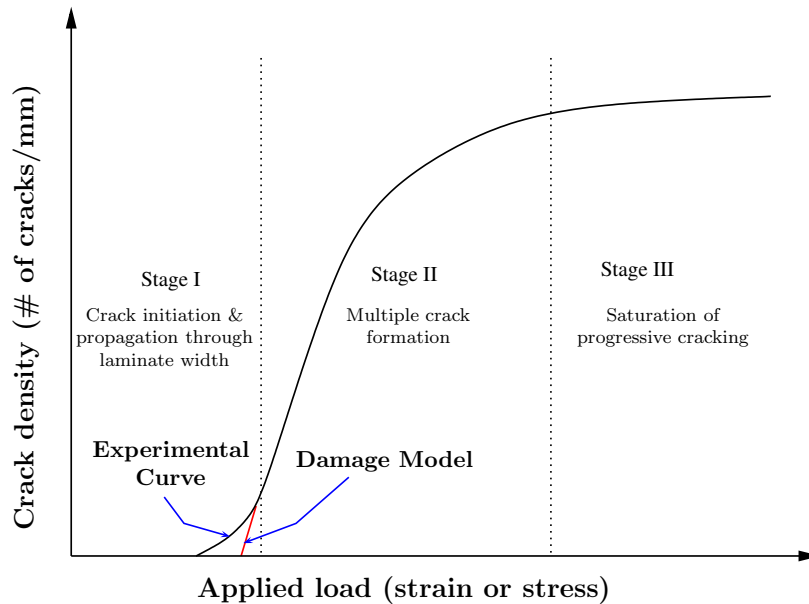 Crack density (# of cracks/mm)
Stage I
Crack initiation &
propagation through
laminate width
Stage II
Multiple crack
formation
Stage III
Saturation of
progressive cracking
Experimental
Curve
Damage Model
Applied load (strain or stress)